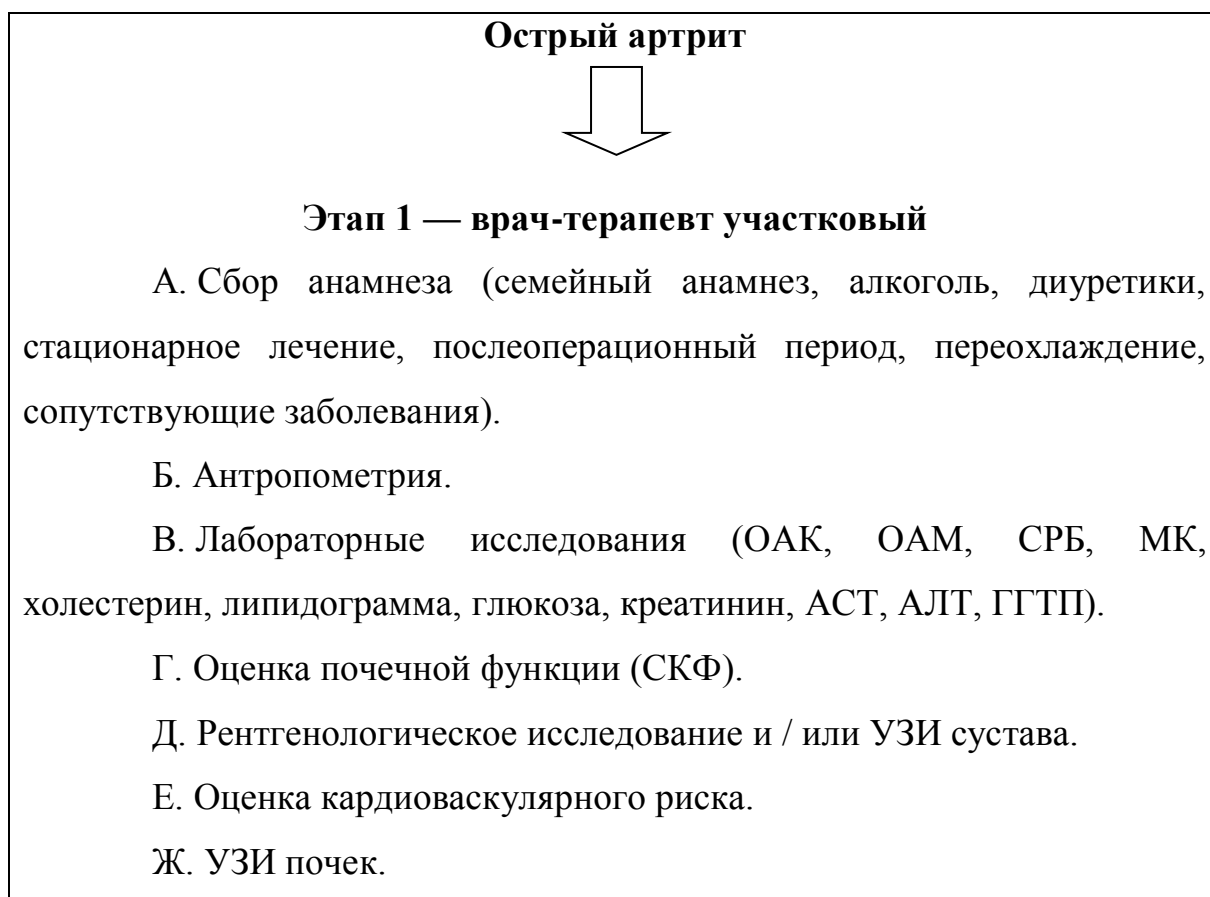 Острый артрит
Этап 1 — врач-терапевт участковый
А. Сбор анамнеза (семейный анамнез, алкоголь, диуретики,
стационарное лечение, послеоперационный период, переохлаждение,
сопутствующие заболевания).
Б. Антропометрия.
В. Лабораторные исследования (ОАК, ОАМ, СРБ, МК,
холестерин, липидограмма, глюкоза, креатинин, АСТ, АЛТ, ГГТП).
Г. Оценка почечной функции (СКФ).
Д. Рентгенологическое исследование и / или УЗИ сустава.
Е. Оценка кардиоваскулярного риска.
Ж. УЗИ почек.